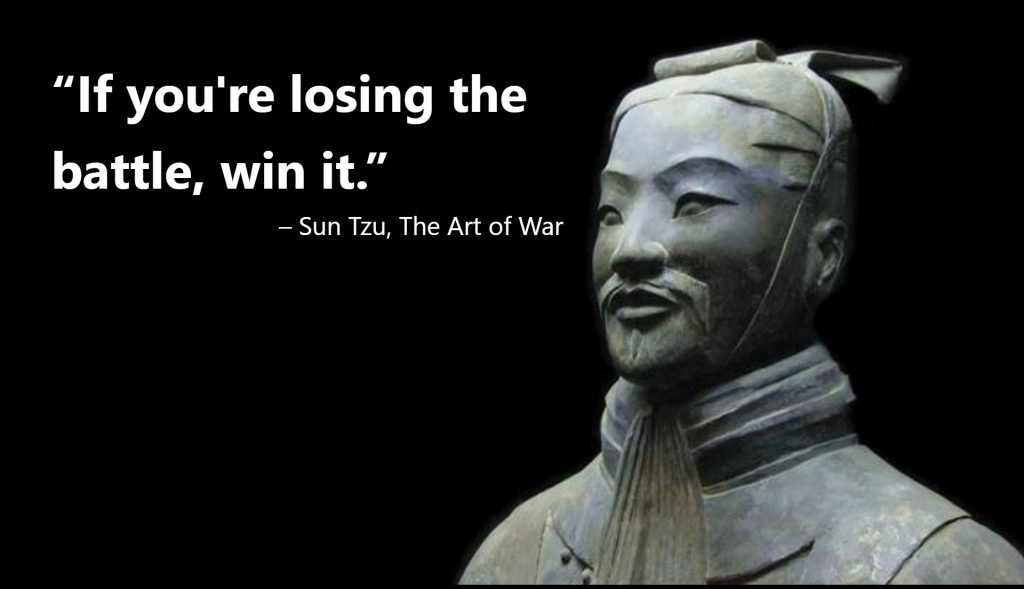 “If you're losing the
battle, win it.”
– Sun Tzu, The Art of War